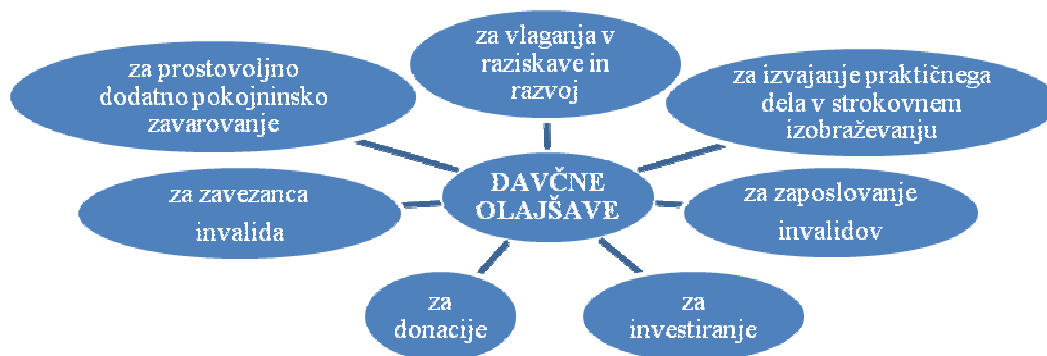 za vlaganja v
raziskave in
razvoj
za prostovoljno
dodatno pokojninsko
zavarovanje
za izvajanje praktičnega
dela v strokovnem
izobraževanju
DAVČNE
OLAJŠAVE
za zavezanca
invalida
za zaposlovanje
invalidov
za
donacije
za
investiranje